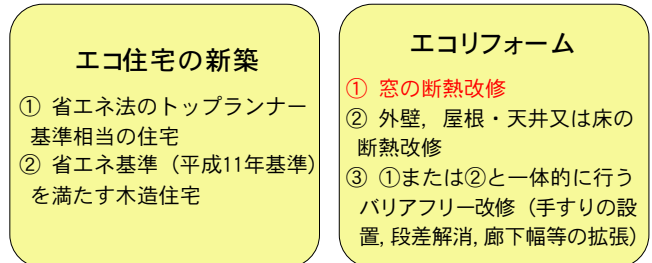 エコ住宅の新築
① 省エネ法のトップランナー
基準相当の住宅
② 省エネ基準（平成11年基準）
を満たす木造住宅
エコリフォーム
① 窓の断熱改修
② 外壁，屋根・天井又は床の
断熱改修
③ ①または②と一体的に行う
バリアフリー改修（手すりの設
置, 段差解消, 廊下幅等の拡張）